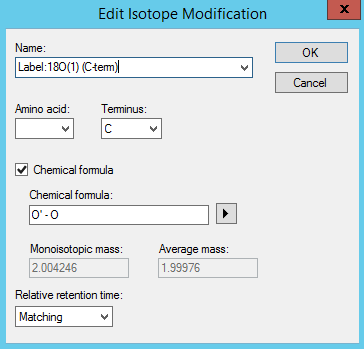 Edit Isotope Modification
x
Name:
OK
Label:18O(1) (C-term)
Cancel
Amino acid: Terminus:
C
Chemical formula
Chemical formula:
O' - O
Monoisotopic mass: Average mass:
2.004246 1.99976
Relative retention time:
Matching